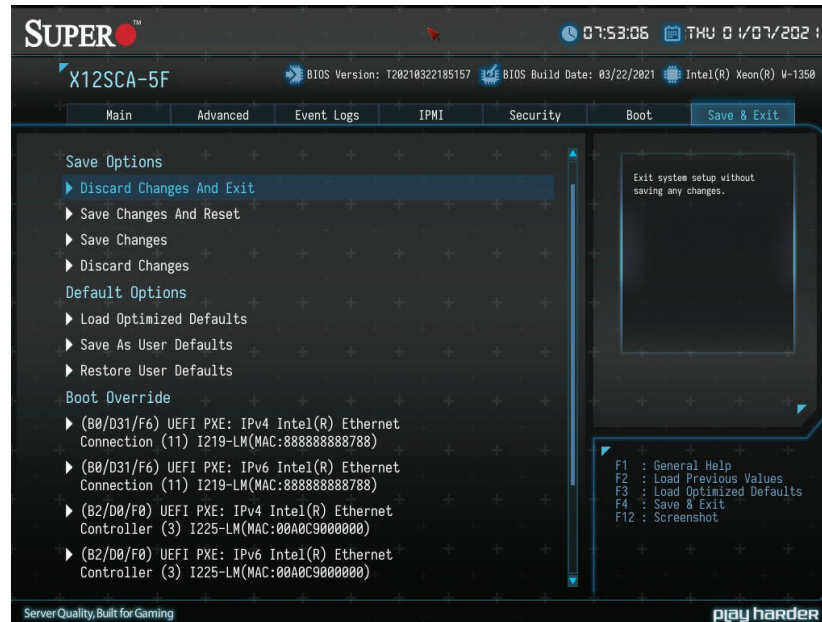 SUPER™
07:53:06 THU 01/07/2021
X12SCA-5F
BIOS Version: T20210322185157 BIOS Build Date: 03/22/2021 Intel(R) Xeon(R) W-1350
Main Advanced Event Logs IPMI Security Boot Save & Exit
Save Options
Discard Changes And Exit
Save Changes And Reset
Save Changes
Discard Changes
Default Options
Load Optimized Defaults
Save As User Defaults
Restore User Defaults
Boot Override
(B0/D31/F6) UEFI PXE: IPv4 Intel(R) Ethernet
Connection (11) I219-LM(MAC:888888888788)
(B0/D31/F6) UEFI PXE: IPv6 Intel(R) Ethernet
Connection (11) I219-LM(MAC:888888888788)
(B2/D0/F0) UEFI PXE: IPv4 Intel(R) Ethernet
Controller (3) I225-LM(MAC:00A0C9000000)
(B2/D0/F0) UEFI PXE: IPv6 Intel(R) Ethernet
Controller (3) I225-LM(MAC:00A0C9000000)
Exit system setup without
saving any changes.
F1 : General Help
F2 : Load Previous Values
F3 : Load Optimized Defaults
F4 : Save & Exit
F12 : Screenshot
Server Quality, Built for Gaming
play harder